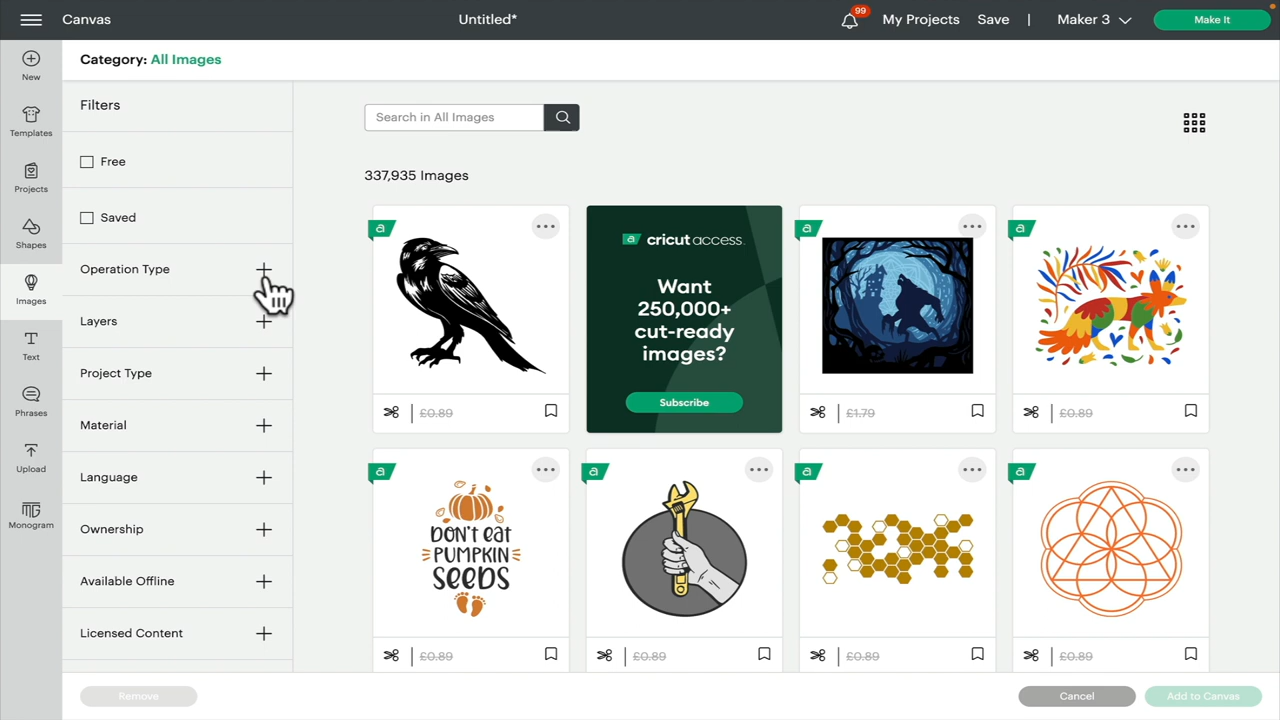 Canvas
Untitled*
99
My Projects
Save
|
Maker 3
Make It
New
Templates
Projects
Shapes
Images
Text
Phrases
Upload
Monogram
Category: All Images
Filters
Free
Saved
Operation Type
Layers
Project Type
Material
Language
Ownership
Available Offline
Licensed Content
Search in All Images
337,935 Images
a
£0.89
a cricut access.
Want
250,000+
cut-ready
images?
Subscribe
a
£1.79
a
£0.89
a
DON'T EAT
PUMPKIN
SEEDS
£0.89
a
£0.89
a
£0.89
a
£0.89
Remove
Cancel
Add to Canvas